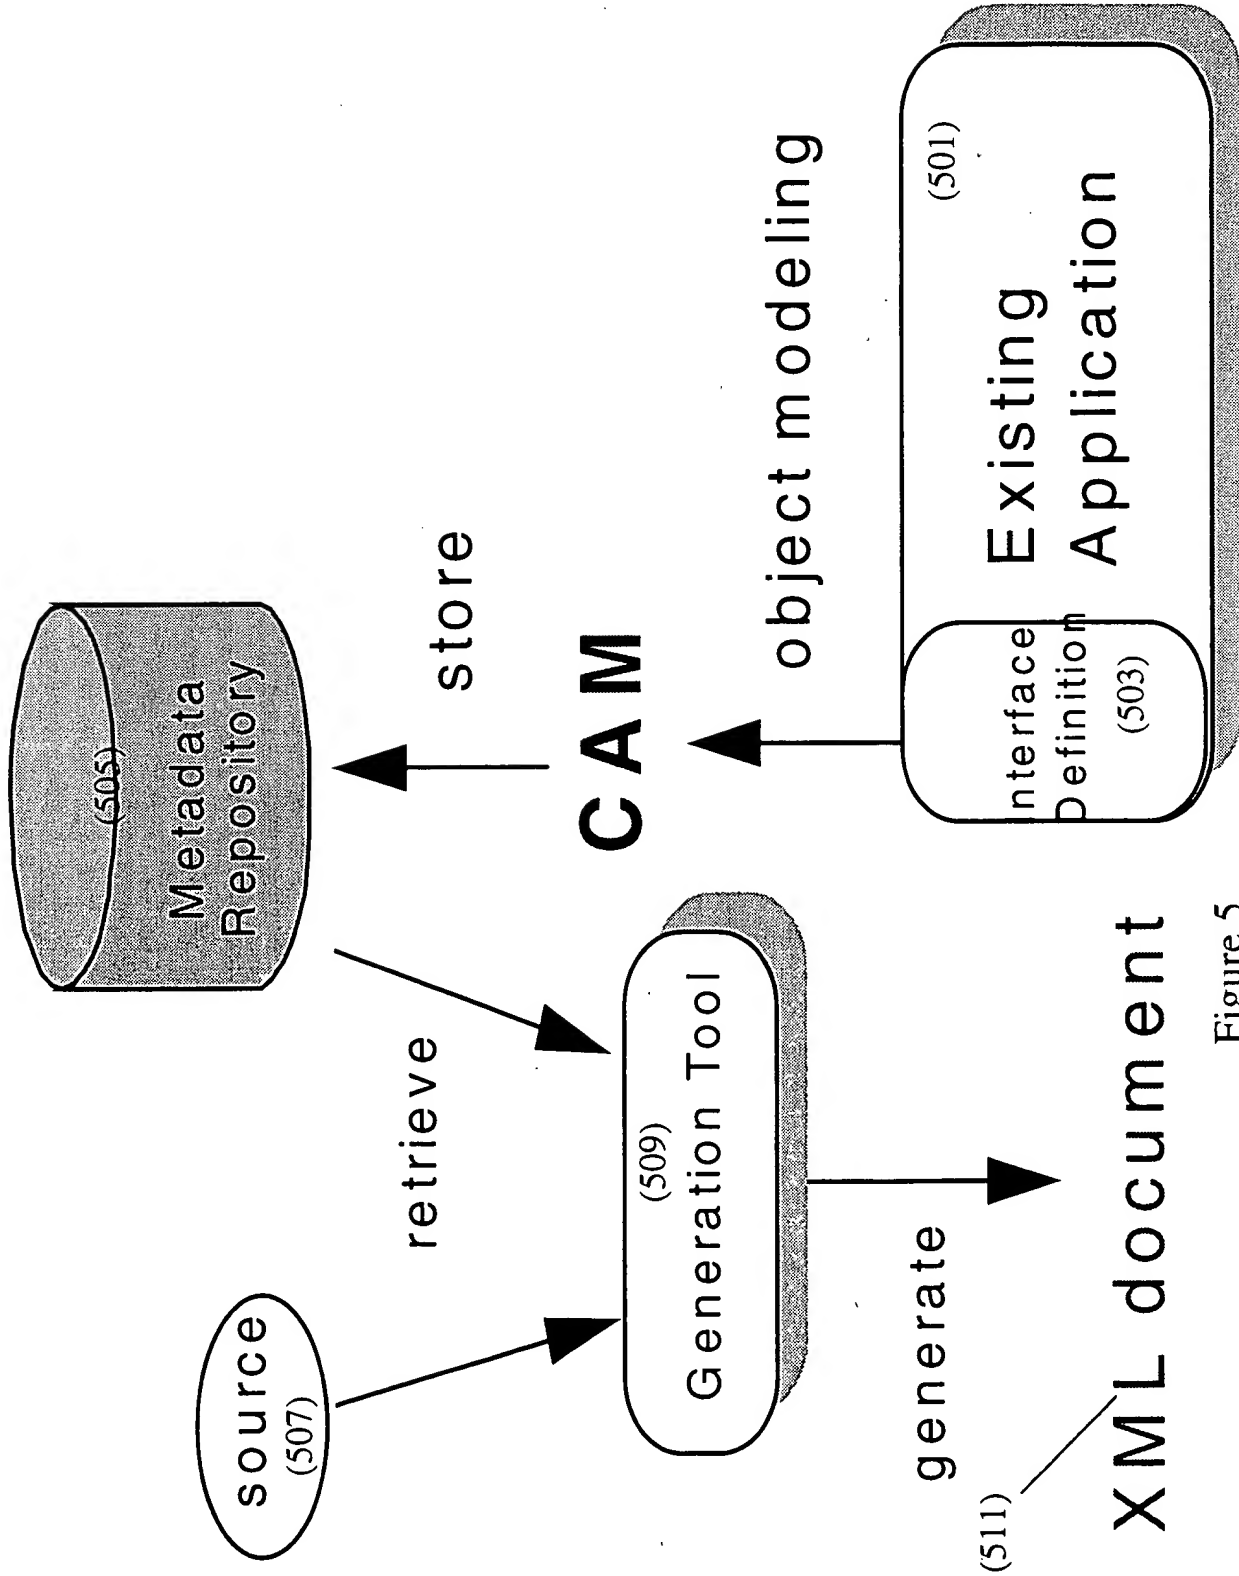 source
(507)
retrieve
(505)
Metadata
Repository
store
(509)
Generation Tool
CAM
object modeling
generate
(511)
XML document
Interface
Definition
(503)
(501)
Existing
Application
Figure 5